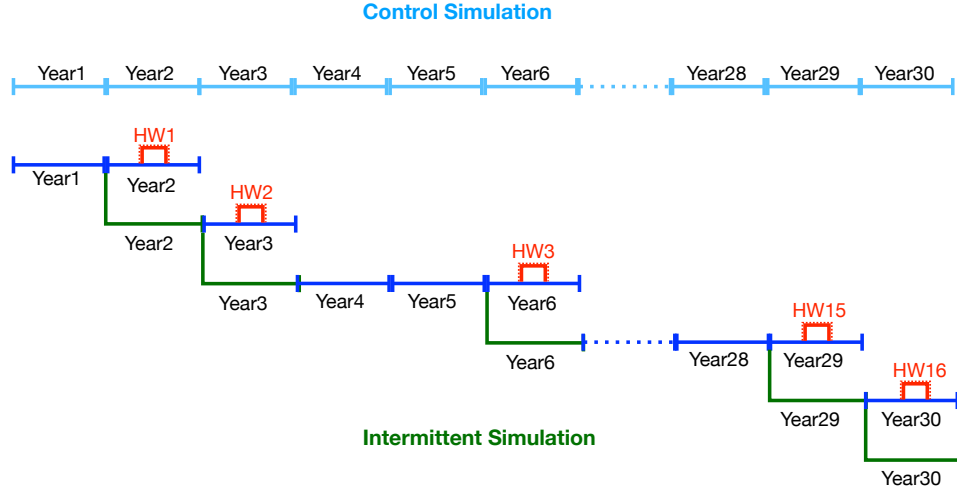 Control Simulation
Year1 Year2 Year3 Year4 Year5 Year6 Year28 Year29 Year30
HW1
Year1 Year2
HW2
Year2 Year3
HW3
Year3 Year4 Year5 Year6
HW15
Year6 Year28 Year29
HW16
Year29 Year30
Intermittent Simulation
Year30